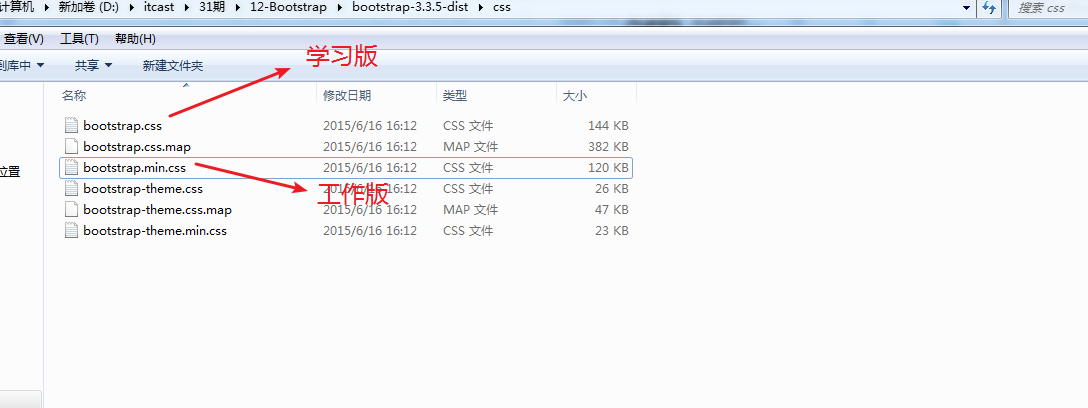 计算机 新加卷 (D:) itcast 31期 12-Bootstrap bootstrap-3.3.5-dist css 搜索 css
查看(V) 工具(T) 帮助(H)
到库中 共享 新建文件夹
学习版
名称 修改日期 类型 大小
bootstrap.css 2015/6/16 16:12 CSS 文件 144 KB
bootstrap.css.map 2015/6/16 16:12 MAP 文件 382 KB
位置
bootstrap.min.css 2015/6/16 16:12 CSS 文件 120 KB
bootstrap-theme.css 2015/6/16 16:12 CSS 文件 26 KB
工作版
bootstrap-theme.css.map 2015/6/16 16:12 MAP 文件 47 KB
bootstrap-theme.min.css 2015/6/16 16:12 CSS 文件 23 KB